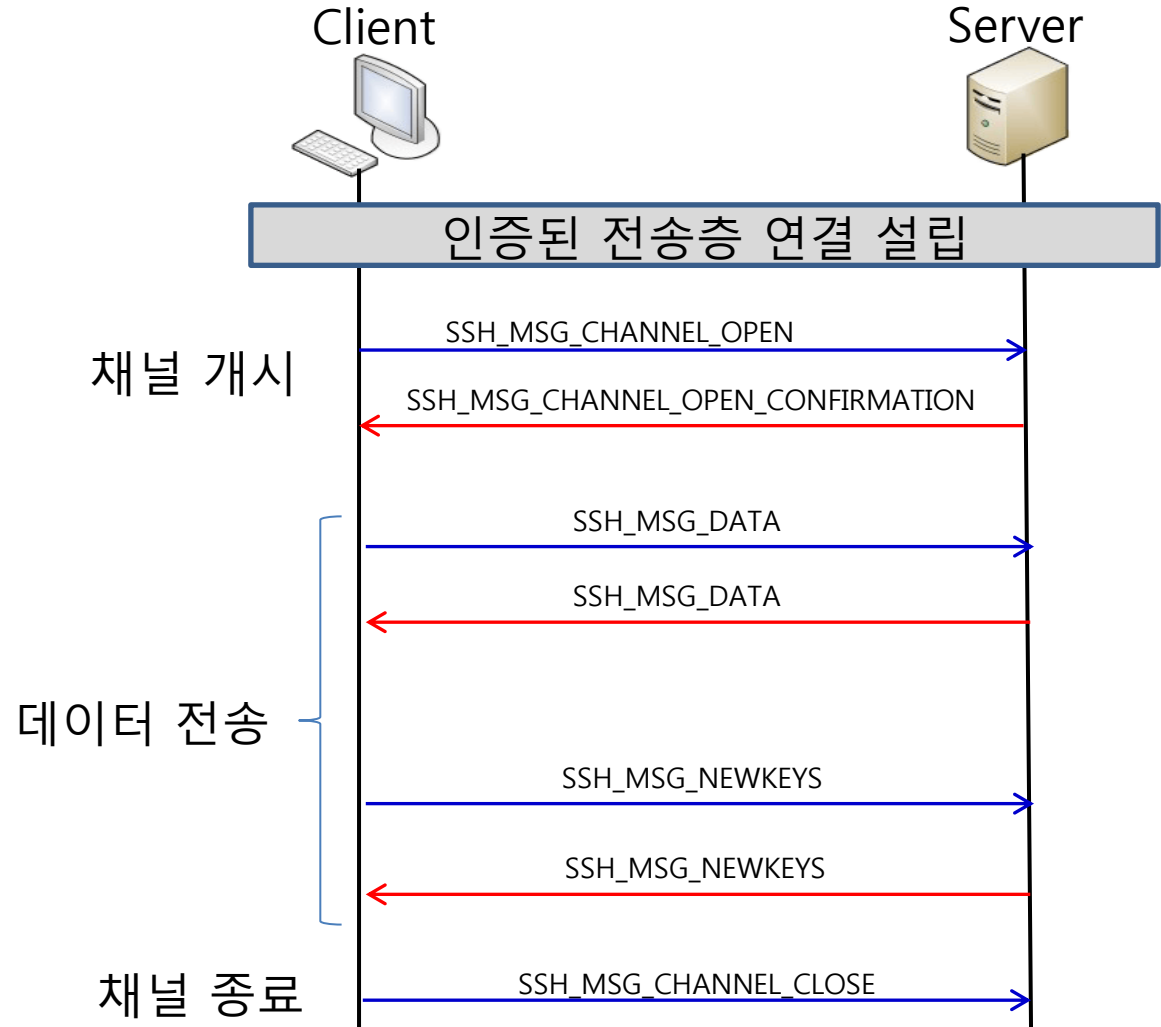 Client
Server
인증된 전송층 연결 설립
채널 개시
SSH_MSG_CHANNEL_OPEN
SSH_MSG_CHANNEL_OPEN_CONFIRMATION
데이터 전송
SSH_MSG_DATA
SSH_MSG_DATA
SSH_MSG_NEWKEYS
SSH_MSG_NEWKEYS
채널 종료
SSH_MSG_CHANNEL_CLOSE